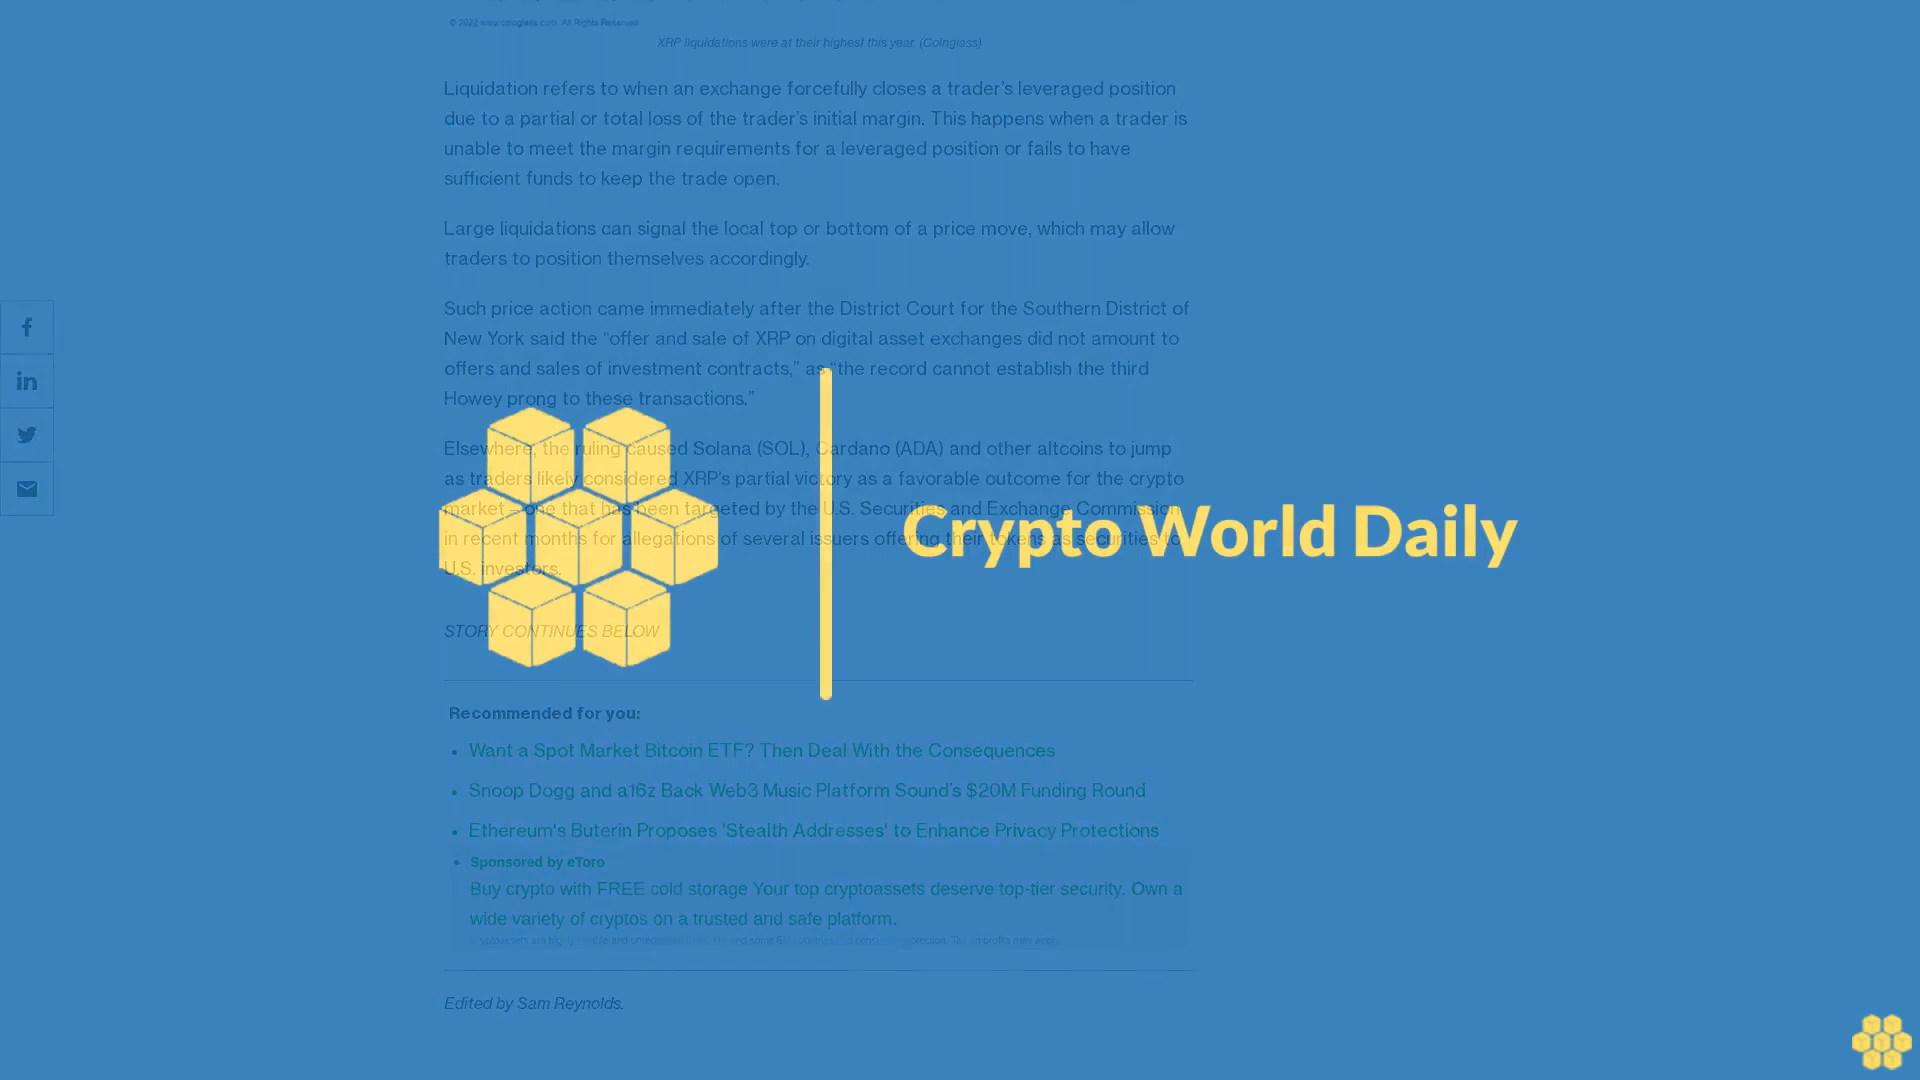 © 2022 www.coinglass.com. All Rights Reserved
XRP liquidations were at their highest this year. (Coinglass)
Liquidation refers to when an exchange forcefully closes a trader’s leveraged position
due to a partial or total loss of the trader’s initial margin. This happens when a trader is
unable to meet the margin requirements for a leveraged position or fails to have
sufficient funds to keep the trade open.
Large liquidations can signal the local top or bottom of a price move, which may allow
traders to position themselves accordingly.
Such price action came immediately after the District Court for the Southern District of
New York said the “offer and sale of XRP on digital asset exchanges did not amount to
offers and sales of investment contracts,” as “the record cannot establish the third
Howey prong to these transactions.”
Elsewhere, the ruling caused Solana (SOL), Cardano (ADA) and other altcoins to jump
as traders likely considered XRP’s partial victory as a favorable outcome for the crypto
market – one that has been targeted by the U.S. Securities and Exchange Commission
in recent months for allegations of several issuers offering their tokens as securities to
U.S. investors.
Crypto World Daily
STORY CONTINUES BELOW
Recommended for you:
• Want a Spot Market Bitcoin ETF? Then Deal With the Consequences
• Snoop Dogg and a16z Back Web3 Music Platform Sound’s $20M Funding Round
• Ethereum's Buterin Proposes 'Stealth Addresses' to Enhance Privacy Protections
• Sponsored by eToro
Buy crypto with FREE cold storage Your top cryptoassets deserve top-tier security. Own a
wide variety of cryptos on a trusted and safe platform.
Edited by Sam Reynolds.